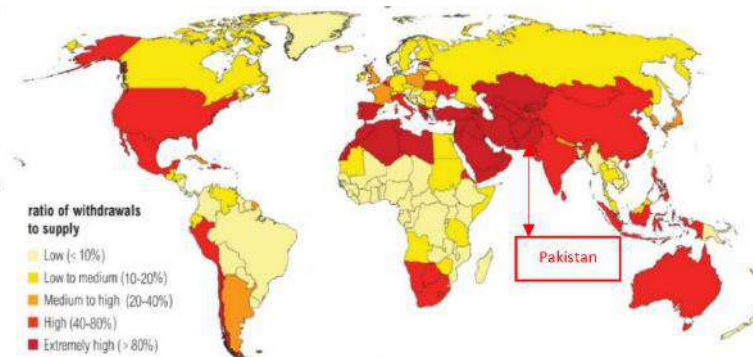 ratio of withdrawals
to supply
Low (< 10%)
Low to medium (10-20%)
Medium to high (20-40%)
High (40-80%)
Extremely high (> 80%)
Pakistan